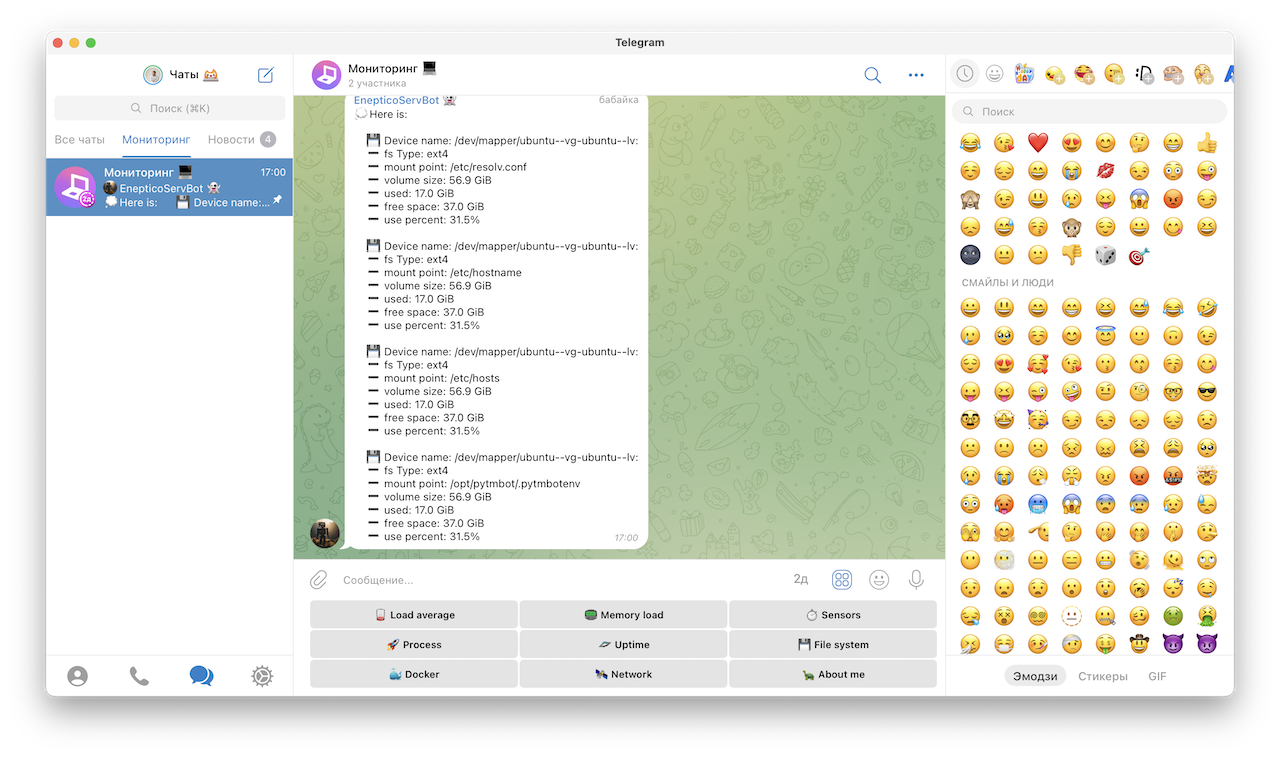 Telegram
Чаты
Поиск (⌘K)
Все чаты
Мониторинг
Новости 4
Мониторинг 17:00
EnepticoServBot
Here is: Device name:...
Мониторинг
2 участника
EnepticoServBot бабайка
Here is:
Device name: /dev/mapper/ubuntu--vg-ubuntu--lv:
fs Type: ext4
mount point: /etc/resolv.conf
volume size: 56.9 GiB
used: 17.0 GiB
free space: 37.0 GiB
use percent: 31.5%
Device name: /dev/mapper/ubuntu--vg-ubuntu--lv:
fs Type: ext4
mount point: /etc/hostname
volume size: 56.9 GiB
used: 17.0 GiB
free space: 37.0 GiB
use percent: 31.5%
Device name: /dev/mapper/ubuntu--vg-ubuntu--lv:
fs Type: ext4
mount point: /etc/hosts
volume size: 56.9 GiB
used: 17.0 GiB
free space: 37.0 GiB
use percent: 31.5%
Device name: /dev/mapper/ubuntu--vg-ubuntu--lv:
fs Type: ext4
mount point: /opt/pytmbot/.pytmbotenv
volume size: 56.9 GiB
used: 17.0 GiB
free space: 37.0 GiB
use percent: 31.5%
17:00
Сообщение...
2д
Load average
Memory load
Sensors
Process
Uptime
File system
Docker
Network
About me
Поиск
СМАЙЛЫ И ЛЮДИ
Эмодзи
Стикеры
GIF